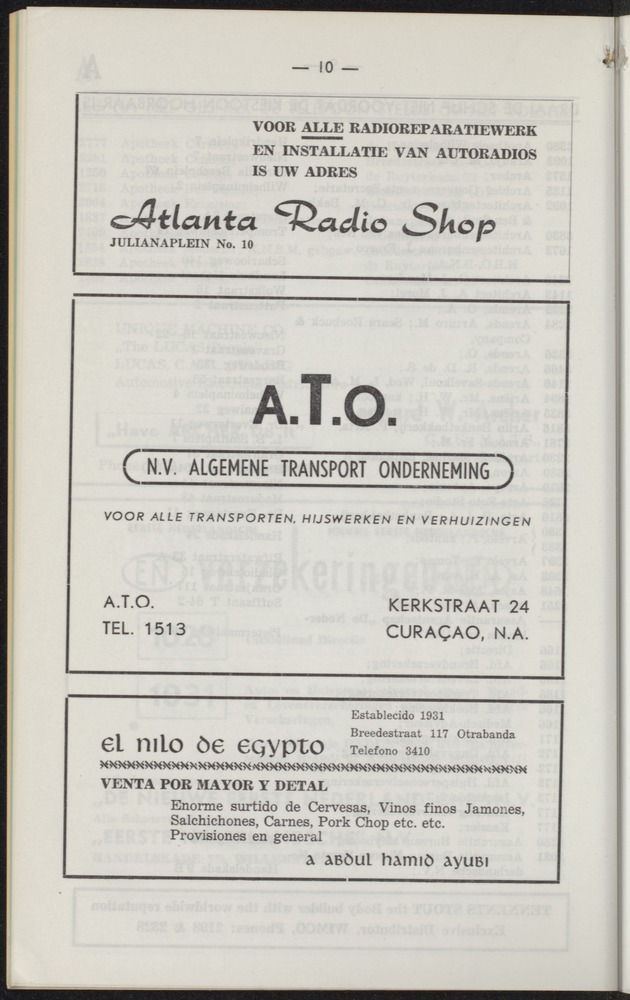 — 10 —
VOOR ALLE RADIOREPARATIEWERK
EN INSTALLATIE VAN AUTORADIOS
IS UW ADRES
Atlanta Radio Shop
JULIANAPLEIN No. 10
A.T.O.
N.V. ALGEMENE TRANSPORT ONDERNEMING
VOOR ALLE TRANSPORTEN, HIJSWERKEN EN VERHUIZINGEN
A.T.O. KERKSTRAAT 24
TEL. 1513 CURAÇAO, N.A.
el nilo de egypto
Establecido 1931
Breedestraat 117 Otrabanda
Telefono 3410
VENTA POR MAYOR Y DETAL
Enorme surtido de Cervesas, Vinos finos Jamones,
Salchichones, Carnes, Pork Chop etc. etc.
Provisiones en general
a abdul hamid ayubi